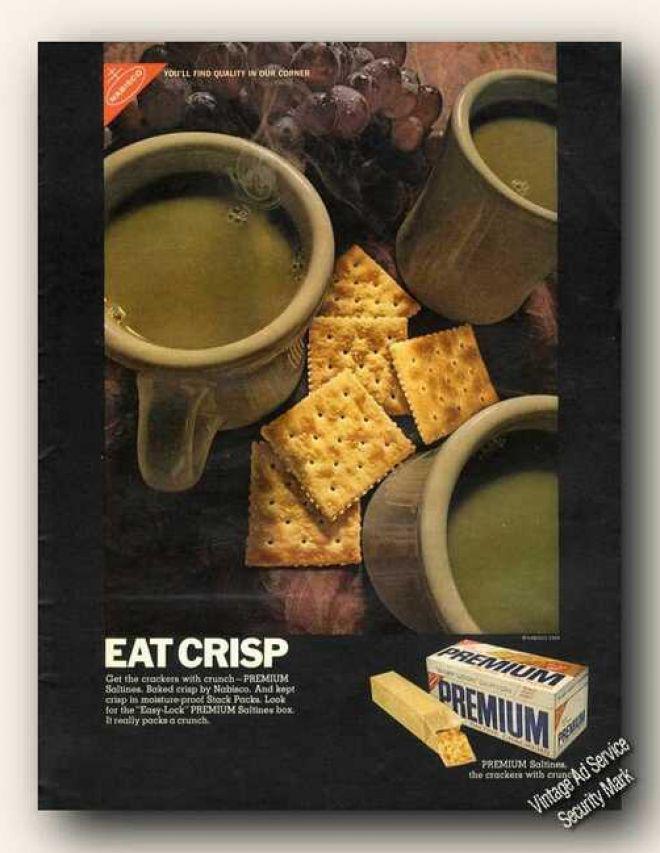 NABISCO
YOU'LL FIND QUALITY IN OUR CORNER
EAT CRISP
Get the crackers with crunch—PREMIUM
Saltines. Baked crisp by Nabisco. And kept
crisp in moisture-proof Stack Packs. Look
for the "Easy-Lock" PREMIUM Saltines box.
It really packs a crunch.
PREMIUM
PREMIUM
PREMIUM Saltines,
the crackers with crunch
Vintage Ad Service
Security Mark